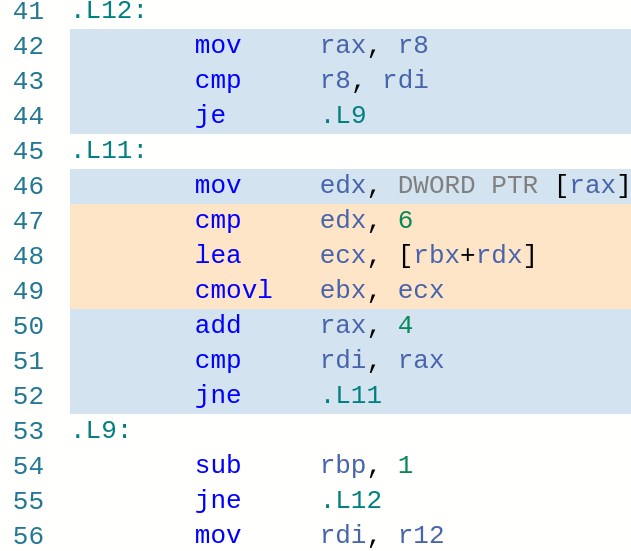 41 .L12:
42 mov rax, r8
43 cmp r8, rdi
44 je .L9
45 .L11:
46 mov edx, DWORD PTR [rax]
47 cmp edx, 6
48 lea ecx, [rbx+rdx]
49 cmovl ebx, ecx
50 add rax, 4
51 cmp rdi, rax
52 jne .L11
53 .L9:
54 sub rbp, 1
55 jne .L12
56 mov rdi, r12